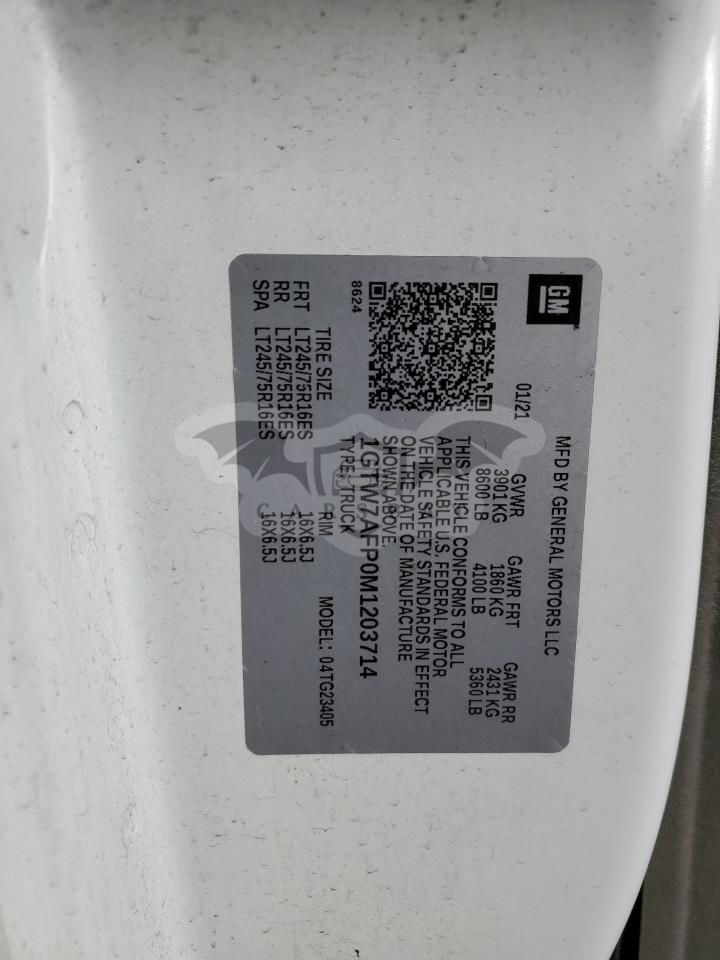 GM
MFD BY GENERAL MOTORS LLC
01/21
GVWR GAWR FRT GAWR RR
3901 KG 1860 KG 2431 KG
8600 LB 4100 LB 5360 LB
THIS VEHICLE CONFORMS TO ALL
APPLICABLE U.S. FEDERAL MOTOR
VEHICLE SAFETY STANDARDS IN EFFECT
ON THE DATE OF MANUFACTURE
SHOWN ABOVE.
1GTW7AFP0M1203714
TYPE: TRUCK
8624
MODEL: 04TG23405
TIRE SIZE RIM
FRT LT245/75R16ES 16X6.5J
RR LT245/75R16ES 16X6.5J
SPA LT245/75R16ES 16X6.5J